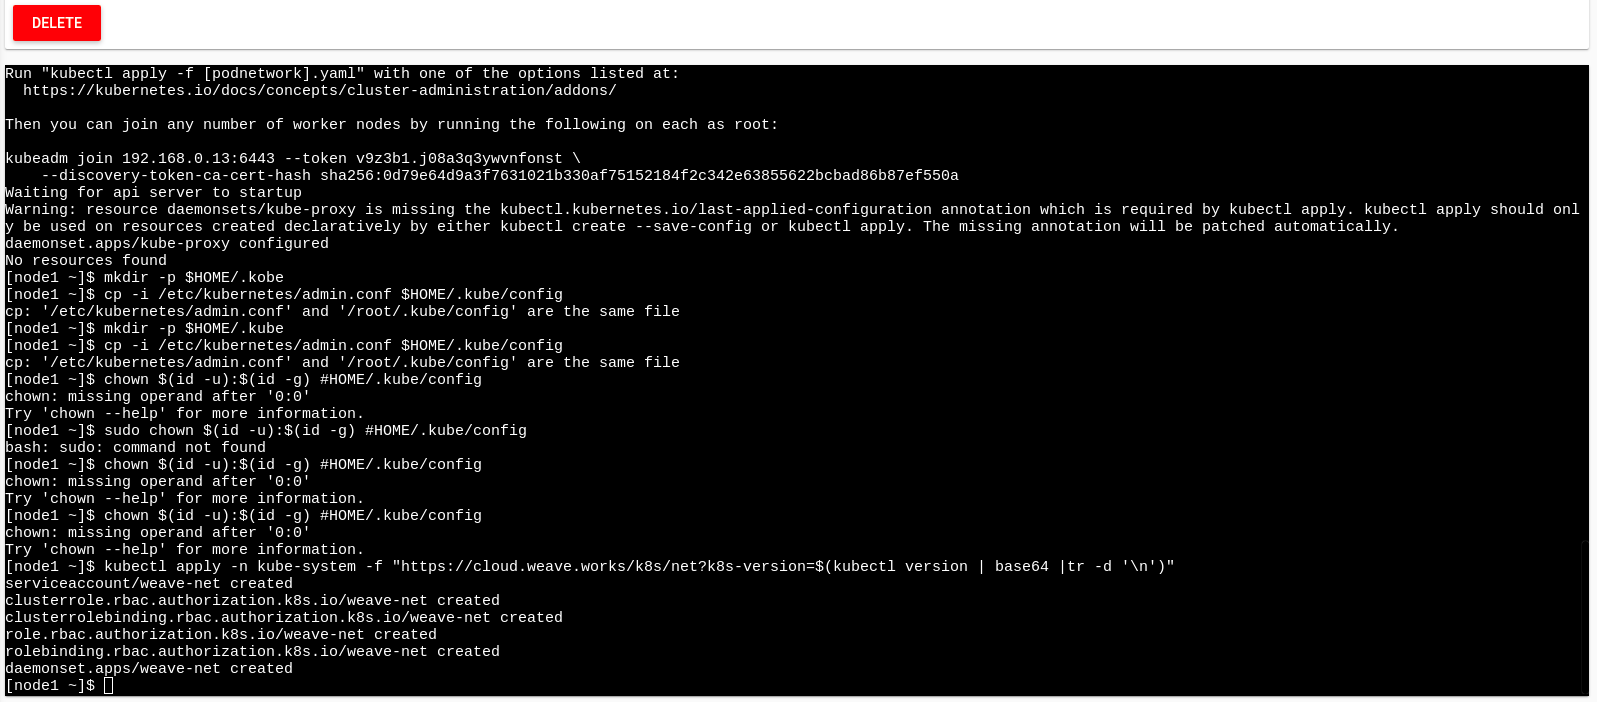 DELETE
Run "kubectl apply -f [podnetwork].yaml" with one of the options listed at:
  https://kubernetes.io/docs/concepts/cluster-administration/addons/
Then you can join any number of worker nodes by running the following on each as root:
kubeadm join 192.168.0.13:6443 --token v9z3b1.j08a3q3ywvnfonst \
    --discovery-token-ca-cert-hash sha256:0d79e64d9a3f7631021b330af75152184f2c342e63855622bcbad86b87ef550a
Waiting for api server to startup
Warning: resource daemonsets/kube-proxy is missing the kubectl.kubernetes.io/last-applied-configuration annotation which is required by kubectl apply. kubectl apply should onl
y be used on resources created declaratively by either kubectl create --save-config or kubectl apply. The missing annotation will be patched automatically.
daemonset.apps/kube-proxy configured
No resources found
[node1 ~]$ mkdir -p $HOME/.kobe
[node1 ~]$ cp -i /etc/kubernetes/admin.conf $HOME/.kube/config
cp: '/etc/kubernetes/admin.conf' and '/root/.kube/config' are the same file
[node1 ~]$ mkdir -p $HOME/.kube
[node1 ~]$ cp -i /etc/kubernetes/admin.conf $HOME/.kube/config
cp: '/etc/kubernetes/admin.conf' and '/root/.kube/config' are the same file
[node1 ~]$ chown $(id -u):$(id -g) #HOME/.kube/config
chown: missing operand after '0:0'
Try 'chown --help' for more information.
[node1 ~]$ sudo chown $(id -u):$(id -g) #HOME/.kube/config
bash: sudo: command not found
[node1 ~]$ chown $(id -u):$(id -g) #HOME/.kube/config
chown: missing operand after '0:0'
Try 'chown --help' for more information.
[node1 ~]$ chown $(id -u):$(id -g) #HOME/.kube/config
chown: missing operand after '0:0'
Try 'chown --help' for more information.
[node1 ~]$ kubectl apply -n kube-system -f "https://cloud.weave.works/k8s/net?k8s-version=$(kubectl version | base64 |tr -d '\n')"
serviceaccount/weave-net created
clusterrole.rbac.authorization.k8s.io/weave-net created
clusterrolebinding.rbac.authorization.k8s.io/weave-net created
role.rbac.authorization.k8s.io/weave-net created
rolebinding.rbac.authorization.k8s.io/weave-net created
daemonset.apps/weave-net created
[node1 ~]$